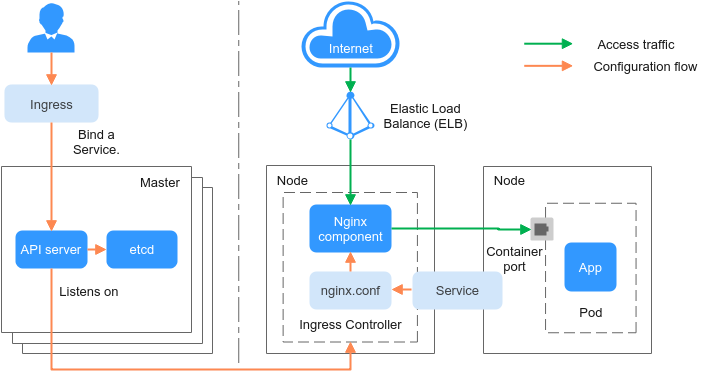 Internet
Access traffic
Configuration flow
Ingress
Elastic Load
Balance (ELB)
Bind a
Service.
Master
Node
Node
Nginx
component
API server
etcd
Container
port
App
Listens on
nginx.conf
Service
Pod
Ingress Controller